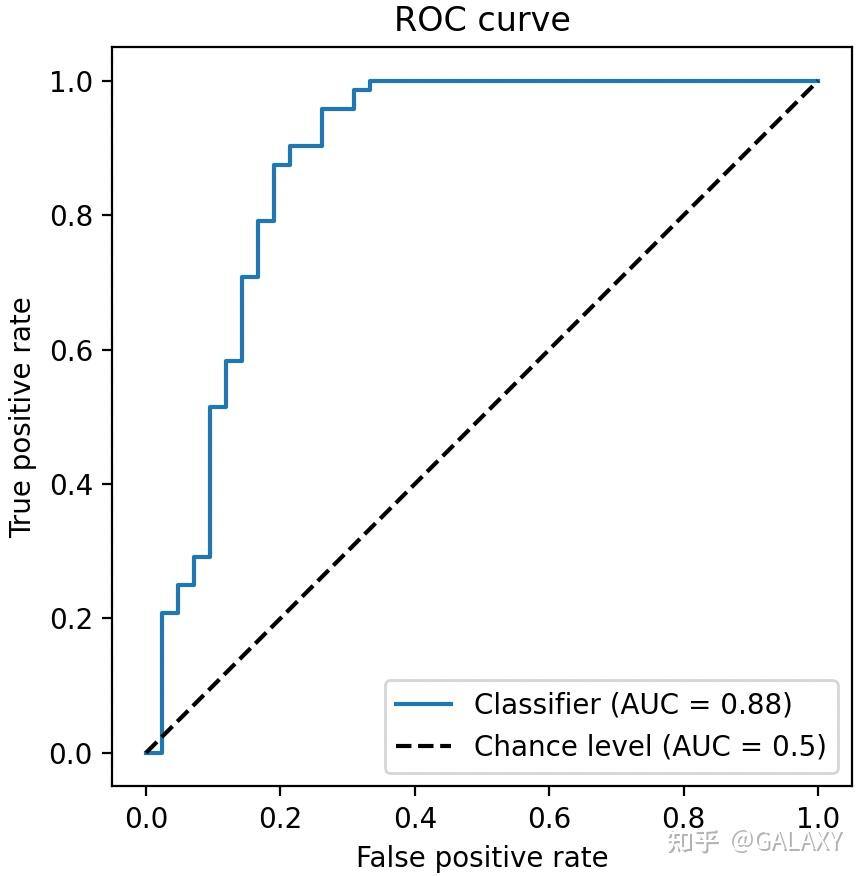 ROC curve
True positive rate
1.0
0.8
0.6
0.4
0.2
0.0
Classifier (AUC = 0.88)
Chance level (AUC = 0.5)
0.0 0.2 0.4 0.6 0.8 1.0
False positive rate
知乎 @GALAXY